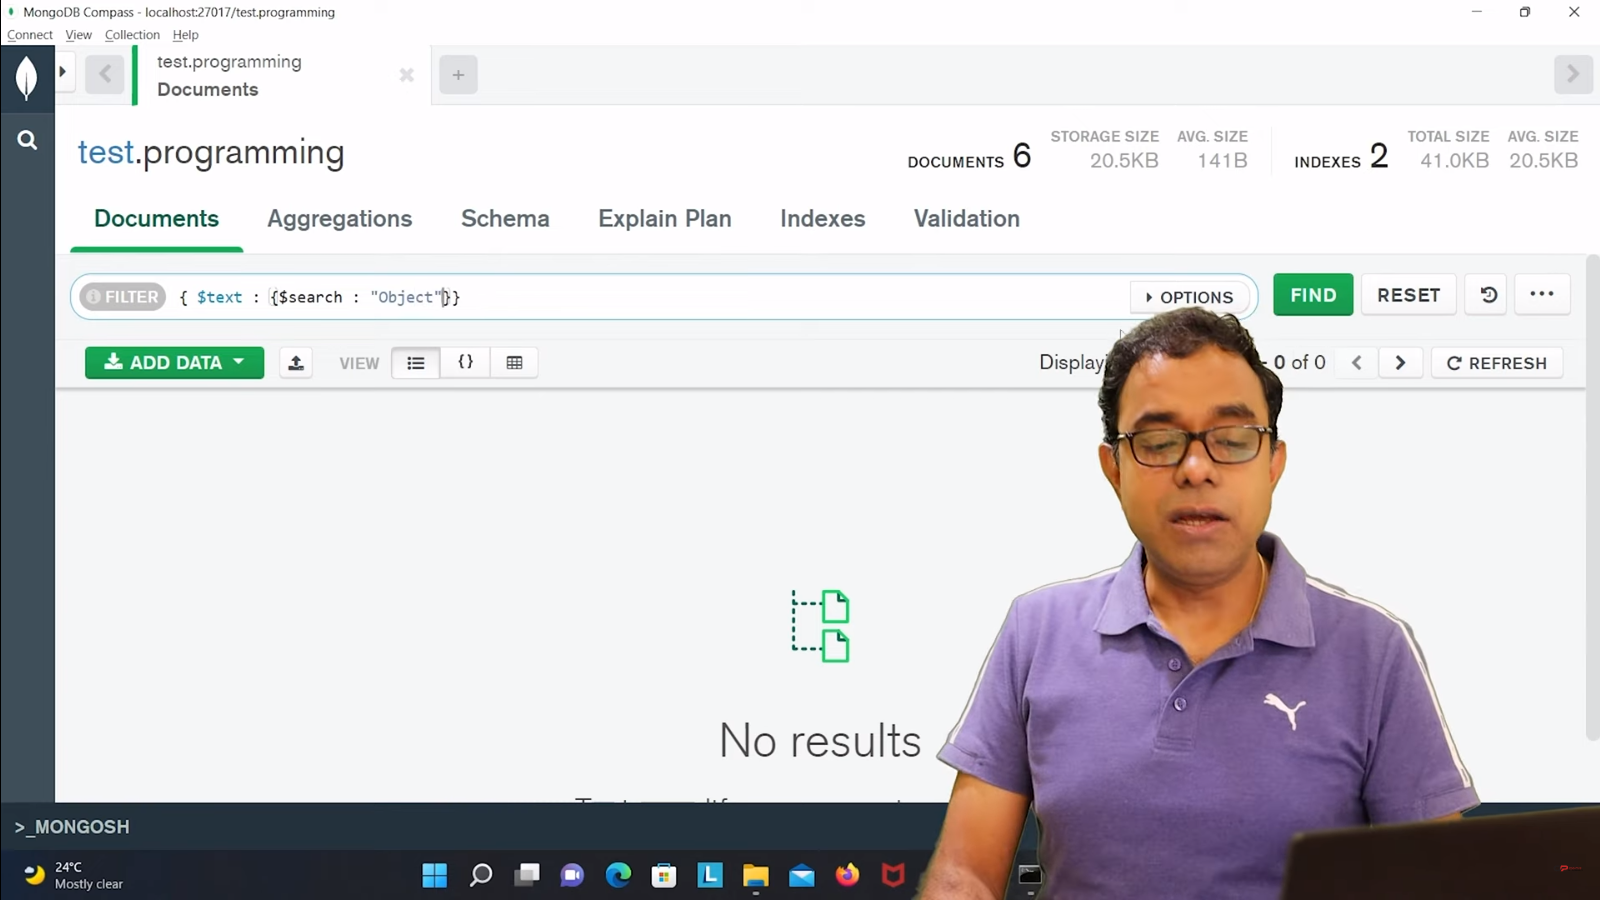 MongoDB Compass - localhost:27017/test.programming
Connect View Collection Help
test.programming
Documents
test.programming
DOCUMENTS 6
STORAGE SIZE
20.5KB
AVG. SIZE
141B
INDEXES 2
TOTAL SIZE
41.0KB
AVG. SIZE
20.5KB
Documents Aggregations Schema Explain Plan Indexes Validation
FILTER { $text : {$search : "Object"}}
OPTIONS
FIND
RESET
ADD DATA
VIEW
Display
- 0 of 0
REFRESH
No results
>_MONGOSH
24°C
Mostly clear